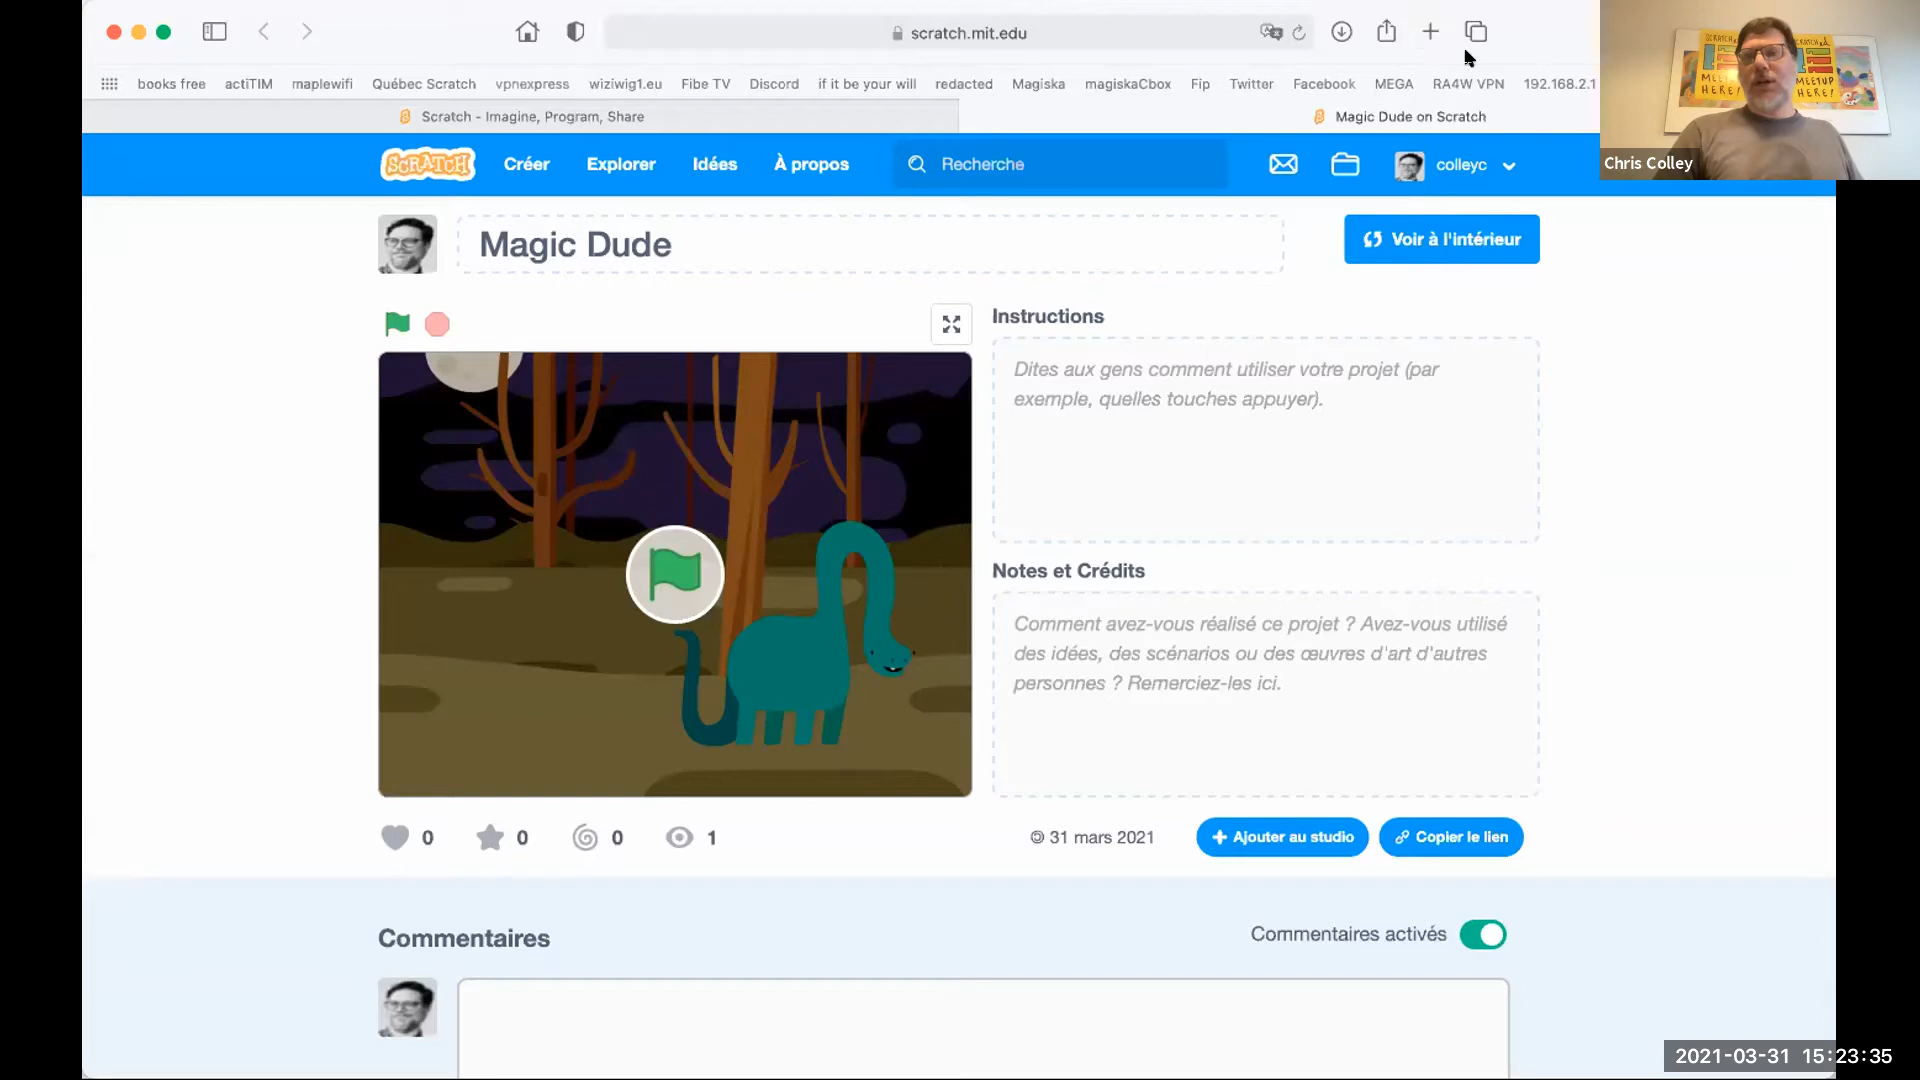 scratch.mit.edu
books free actiTIM maplewifi Québec Scratch vpnexpress wiziwig1.eu Fibe TV Discord if it be your will redacted Magiska magiskaCbox Fip Twitter Facebook MEGA RA4W VPN 192.168.2.1
Scratch - Imagine, Program, Share
Magic Dude on Scratch
SCRATCH Créer Explorer Idées À propos Recherche colleyc
Magic Dude
Voir à l'intérieur
Instructions
Dites aux gens comment utiliser votre projet (par
exemple, quelles touches appuyer).
Notes et Crédits
Comment avez-vous réalisé ce projet ? Avez-vous utilisé
des idées, des scénarios ou des œuvres d'art d'autres
personnes ? Remerciez-les ici.
0 0 0 1
© 31 mars 2021
Ajouter au studio
Copier le lien
Commentaires
Commentaires activés
MEETUP
HERE!
Chris Colley
2021-03-31 15:23:35